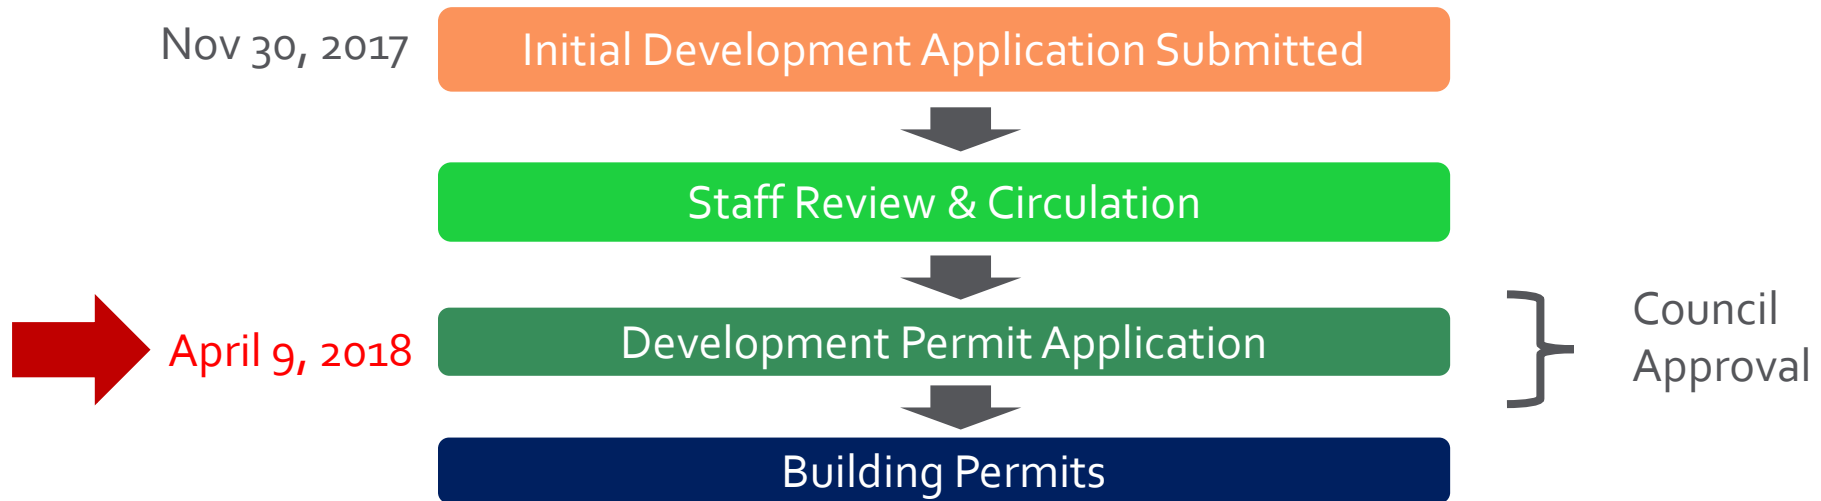 Nov 30, 2017
Initial Development Application Submitted
Staff Review & Circulation
April 9, 2018
Development Permit Application
Council
Approval
Building Permits